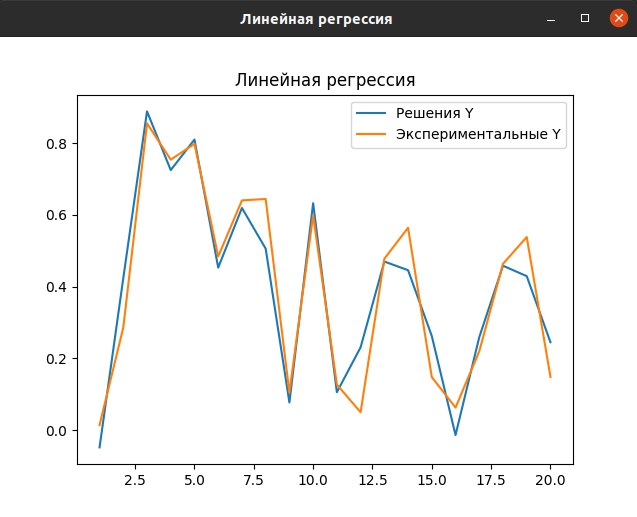 Линейная регрессия
Линейная регрессия
Решения Y
Экспериментальные Y
0.8
0.6
0.4
0.2
0.0
2.5 5.0 7.5 10.0 12.5 15.0 17.5 20.0